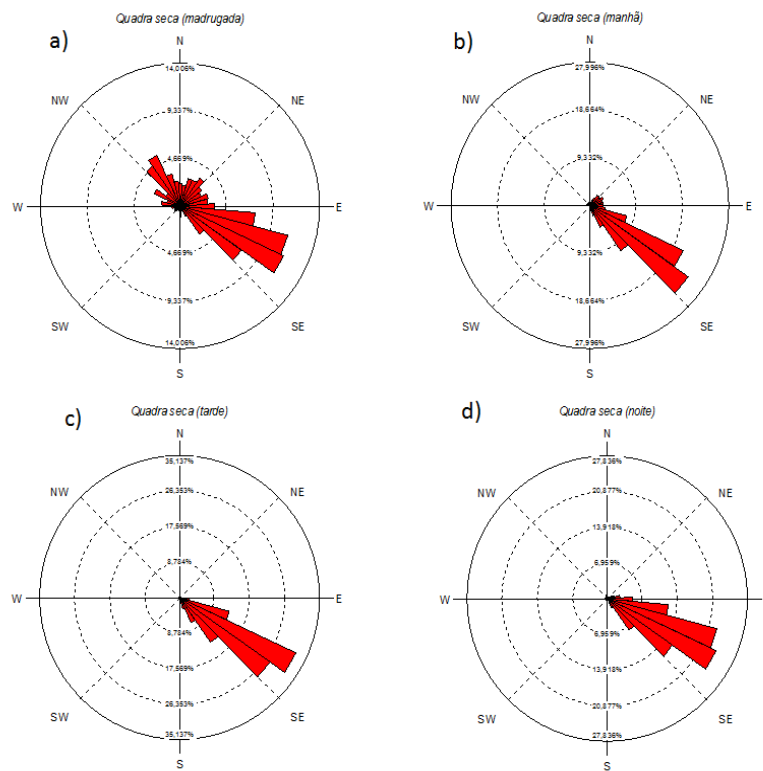 a)
Quadra seca (madrugada)
N
14,006%
NW
NE
9,337%
4,669%
W
E
4,669%
9,337%
SW
SE
14,006%
S
b)
Quadra seca (manhã)
N
27,996%
NW
NE
18,664%
9,332%
W
E
9,332%
18,664%
SW
SE
27,996%
S
c)
Quadra seca (tarde)
N
35,137%
NW
NE
26,353%
17,569%
8,784%
W
E
8,784%
17,569%
SW
SE
26,353%
35,137%
S
d)
Quadra seca (noite)
N
27,836%
NW
NE
20,877%
13,918%
6,959%
W
6,959%
13,918%
SW
SE
20,877%
27,836%
S